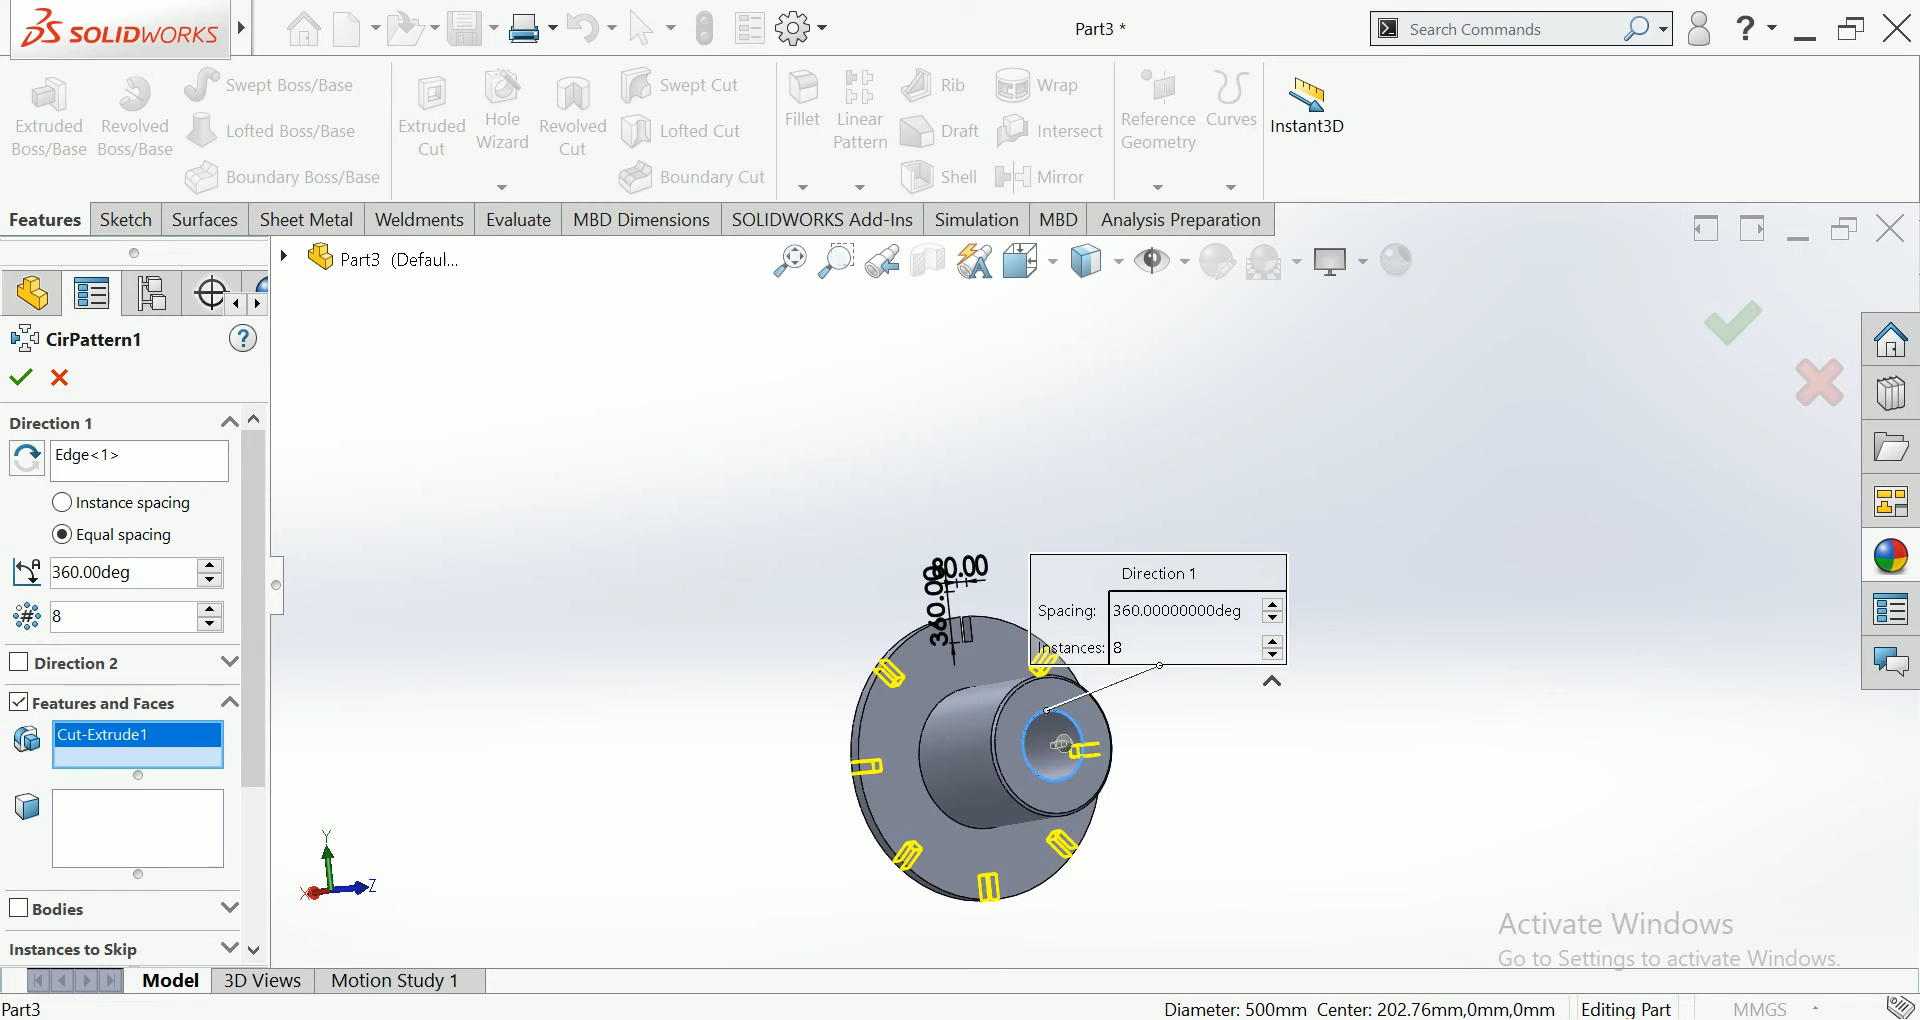 SOLIDWORKS
Part3 *
Search Commands
?
Extruded Boss/Base
Revolved Boss/Base
Swept Boss/Base
Lofted Boss/Base
Boundary Boss/Base
Extruded Cut
Hole Wizard
Revolved Cut
Swept Cut
Lofted Cut
Boundary Cut
Fillet
Linear Pattern
Rib
Draft
Shell
Wrap
Intersect
Mirror
Reference Geometry
Curves
Instant3D
Features
Sketch
Surfaces
Sheet Metal
Weldments
Evaluate
MBD Dimensions
SOLIDWORKS Add-Ins
Simulation
MBD
Analysis Preparation
Part3 (Defaul...
CirPattern1
?
Direction 1
Edge<1>
Instance spacing
Equal spacing
360.00deg
8
Direction 2
Features and Faces
Cut-Extrude1
Bodies
Instances to Skip
360.00
Direction 1
Spacing: 360.00000000deg
Instances: 8
Y
X
Z
Activate Windows
Go to Settings to activate Windows.
Model
3D Views
Motion Study 1
Part3
Diameter: 500mm Center: 202.76mm,0mm,0mm
Editing Part
MMGS